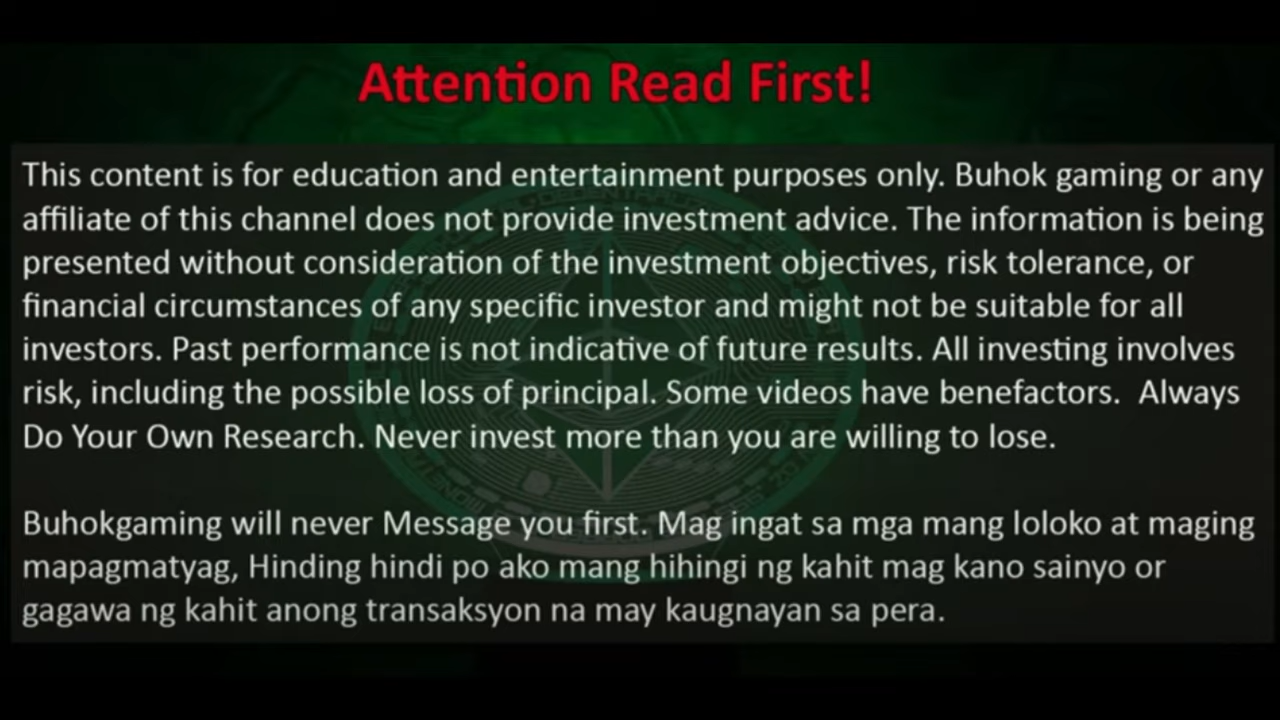 Attention Read First!
This content is for education and entertainment purposes only. Buhok gaming or any
affiliate of this channel does not provide investment advice. The information is being
presented without consideration of the investment objectives, risk tolerance, or
financial circumstances of any specific investor and might not be suitable for all
investors. Past performance is not indicative of future results. All investing involves
risk, including the possible loss of principal. Some videos have benefactors.  Always
Do Your Own Research. Never invest more than you are willing to lose.
Buhokgaming will never Message you first. Mag ingat sa mga mang loloko at maging
mapagmatyag, Hinding hindi po ako mang hihingi ng kahit mag kano sainyo or
gagawa ng kahit anong transaksyon na may kaugnayan sa pera.